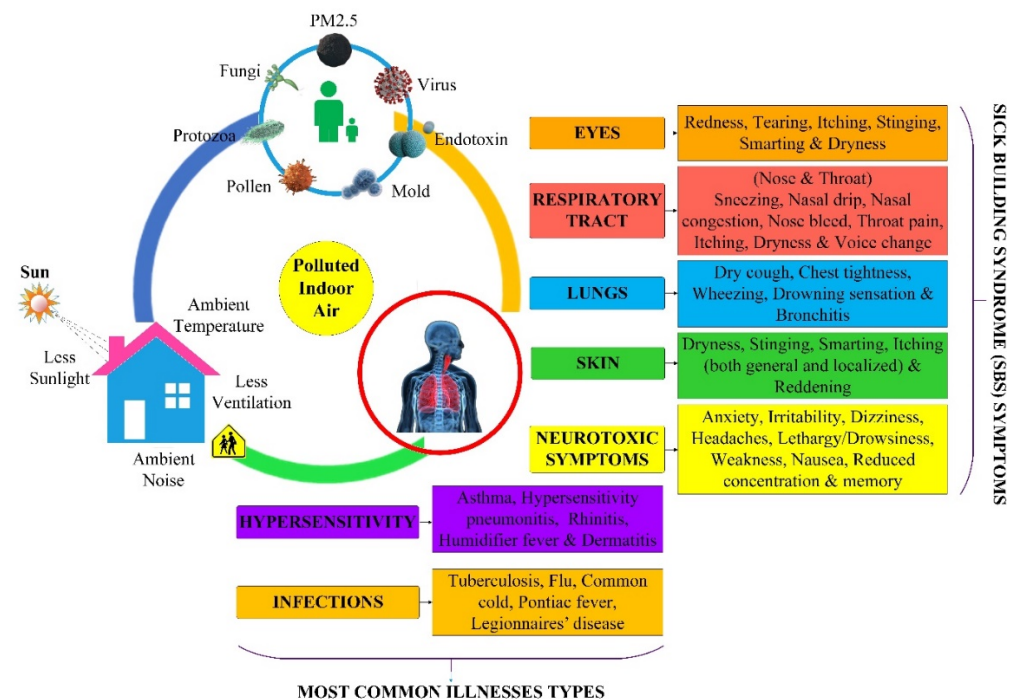 PM2.5
Fungi
Virus
Protozoa
Endotoxin
Pollen
Mold
Polluted
Indoor
Air
Sun
Ambient
Temperature
Less
Sunlight
Less
Ventilation
Ambient
Noise
EYES
Redness, Tearing, Itching, Stinging,
Smarting & Dryness
RESPIRATORY
TRACT
(Nose & Throat)
Sneezing, Nasal drip, Nasal
congestion, Nose bleed, Throat pain,
Itching, Dryness & Voice change
LUNGS
Dry cough, Chest tightness,
Wheezing, Drowning sensation &
Bronchitis
SKIN
Dryness, Stinging, Smarting, Itching
(both general and localized) &
Reddening
NEUROTOXIC
SYMPTOMS
Anxiety, Irritability, Dizziness,
Headaches, Lethargy/Drowsiness,
Weakness, Nausea, Reduced
concentration & memory
SICK BUILDING SYNDROME (SBS) SYMPTOMS
HYPERSENSITIVITY
Asthma, Hypersensitivity
pneumonitis, Rhinitis,
Humidifier fever & Dermatitis
INFECTIONS
Tuberculosis, Flu, Common
cold, Pontiac fever,
Legionnaires’ disease
MOST COMMON ILLNESSES TYPES